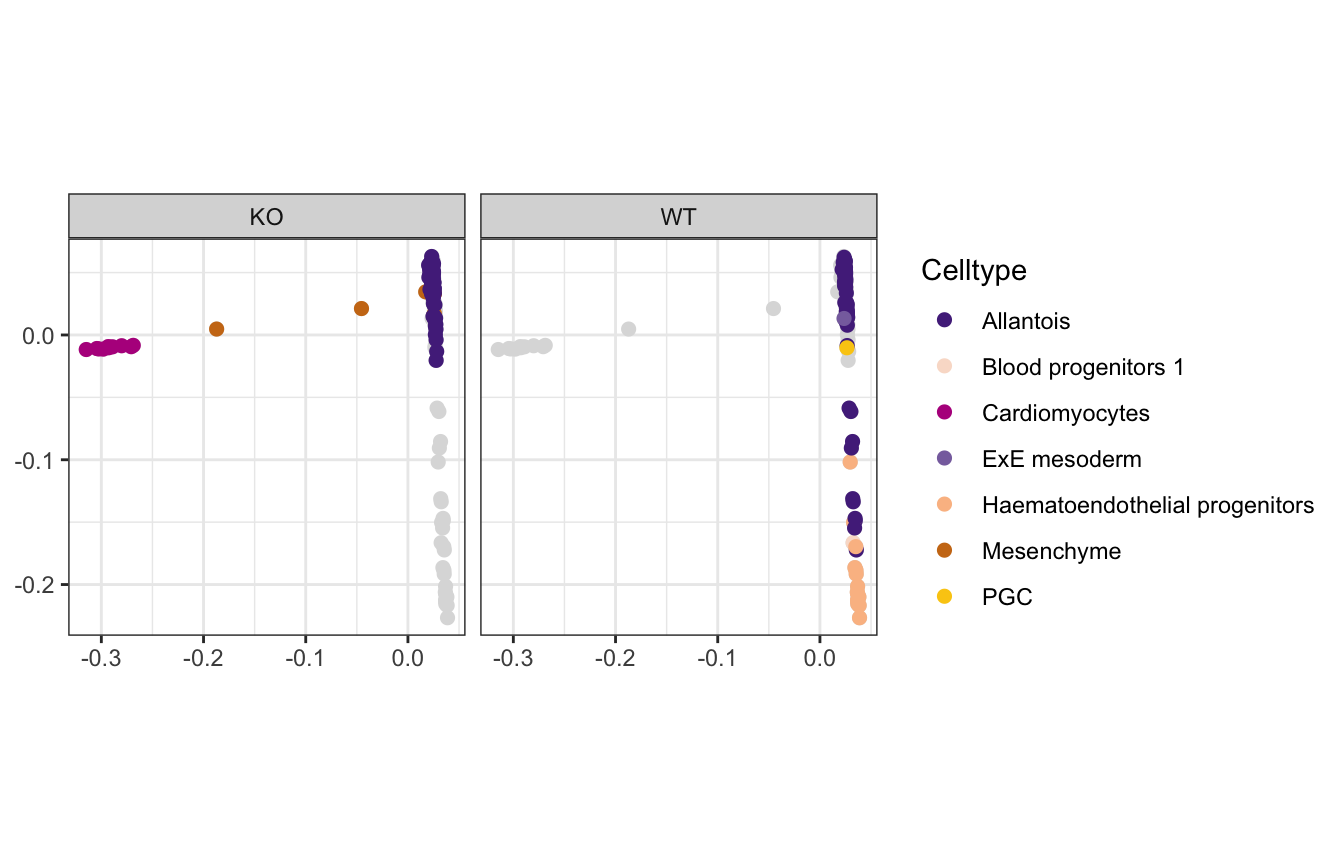 KO
WT
0.0
-0.1
-0.2
-0.3
-0.2
-0.1
0.0
-0.3
-0.2
-0.1
0.0
Celltype
Allantois
Blood progenitors 1
Cardiomyocytes
ExE mesoderm
Haematoendothelial progenitors
Mesenchyme
PGC